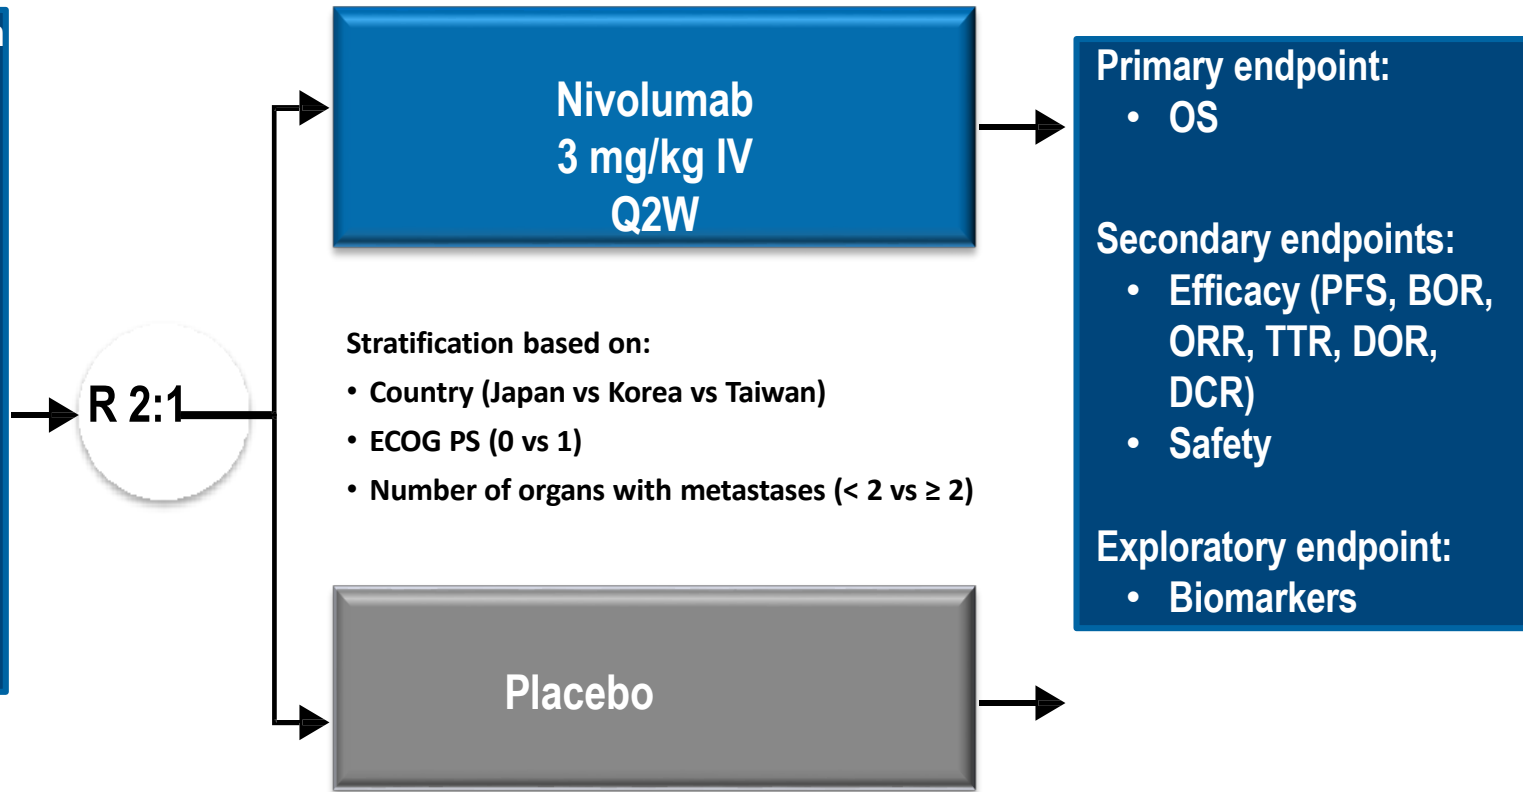 Nivolumab
3 mg/kg IV
Q2W
R 2:1
Stratification based on:
• Country (Japan vs Korea vs Taiwan)
• ECOG PS (0 vs 1)
• Number of organs with metastases (< 2 vs ≥ 2)
Placebo
Primary endpoint:
• OS
Secondary endpoints:
• Efficacy (PFS, BOR,
ORR, TTR, DOR,
DCR)
• Safety
Exploratory endpoint:
• Biomarkers